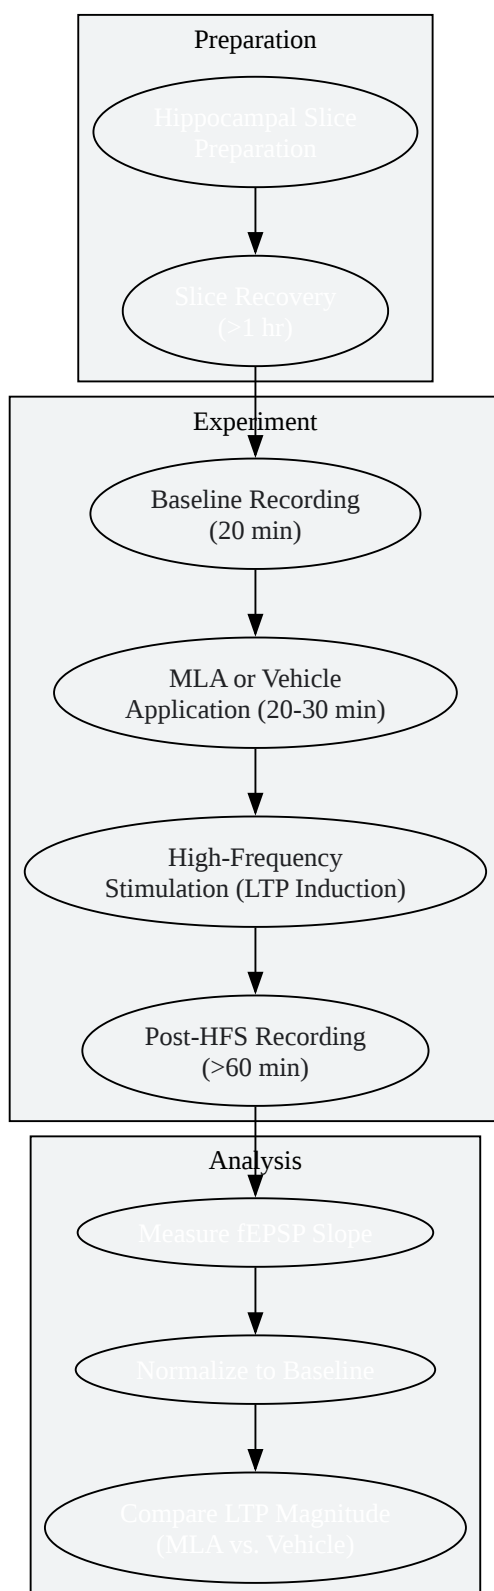 Preparation
Hippocampal Slice
Preparation
Slice Recovery
(>1 hr)
Experiment
Baseline Recording
(20 min)
MLA or Vehicle
Application (20-30 min)
High-Frequency
Stimulation (LTP Induction)
Post-HFS Recording
(>60 min)
Analysis
Measure fEPSP Slope
Normalize to Baseline
Compare LTP Magnitude
(MLA vs. Vehicle)